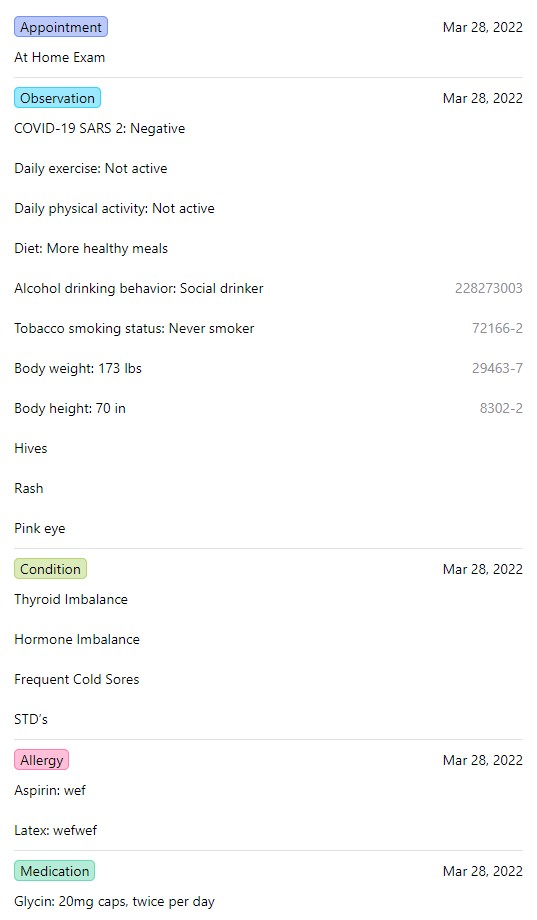 Appointment Mar 28, 2022
At Home Exam
Observation Mar 28, 2022
COVID-19 SARS 2: Negative
Daily exercise: Not active
Daily physical activity: Not active
Diet: More healthy meals
Alcohol drinking behavior: Social drinker 228273003
Tobacco smoking status: Never smoker 72166-2
Body weight: 173 lbs 29463-7
Body height: 70 in 8302-2
Hives
Rash
Pink eye
Condition Mar 28, 2022
Thyroid Imbalance
Hormone Imbalance
Frequent Cold Sores
STD's
Allergy Mar 28, 2022
Aspirin: wef
Latex: wefwef
Medication Mar 28, 2022
Glycin: 20mg caps, twice per day